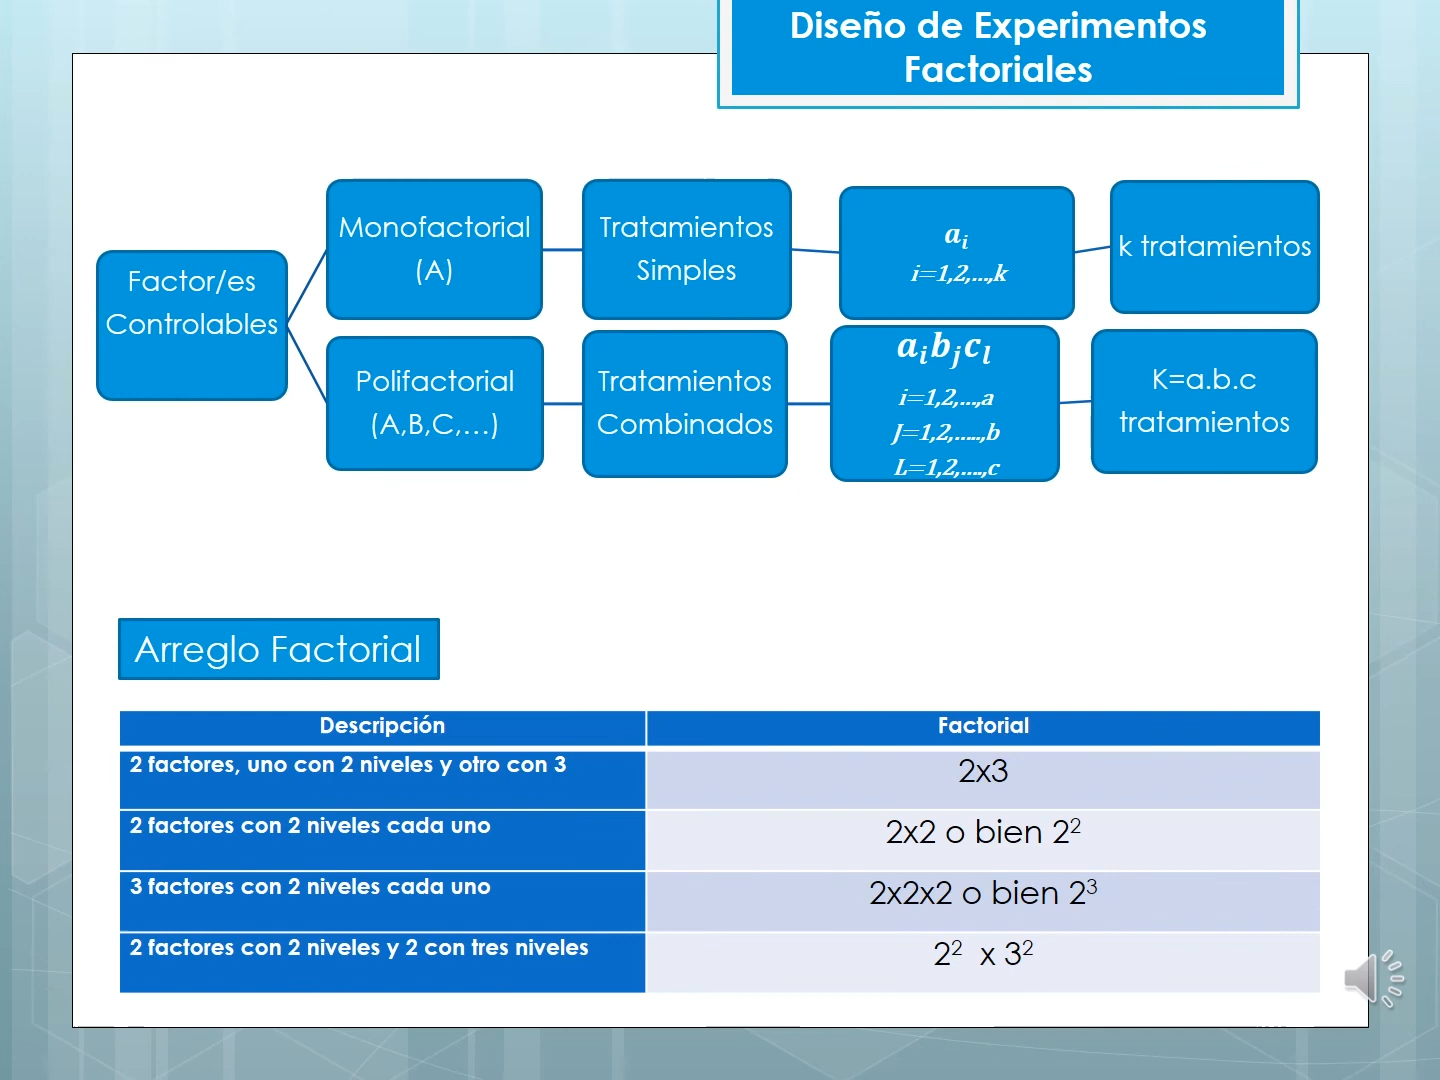 Diseño de Experimentos
Factoriales
Factor/es
Controlables
Monofactorial
(A)
Tratamientos
Simples
aᵢ
i=1,2,...,k
k tratamientos
Polifactorial
(A,B,C,...)
Tratamientos
Combinados
aᵢbⱼcₗ
i=1,2,...,a
J=1,2,.....,b
L=1,2,....,c
K=a.b.c
tratamientos
Arreglo Factorial
Descripción Factorial
2 factores, uno con 2 niveles y otro con 3 2x3
2 factores con 2 niveles cada uno 2x2 o bien 2²
3 factores con 2 niveles cada uno 2x2x2 o bien 2³
2 factores con 2 niveles y 2 con tres niveles 2² x 3²